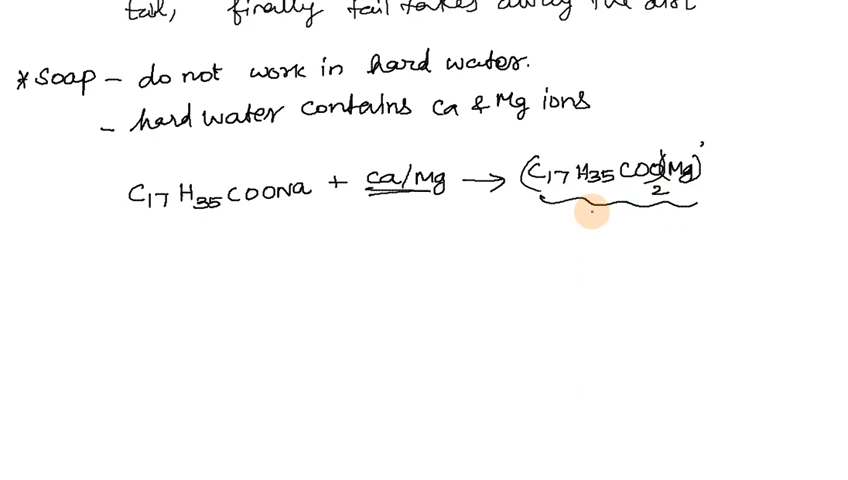 tail, finally tail takes away the dirt
* Soap - do not work in hard water.
- hard water contains Ca & Mg ions
C17H35COONa + Ca/Mg → (C17H35COO)2Mg